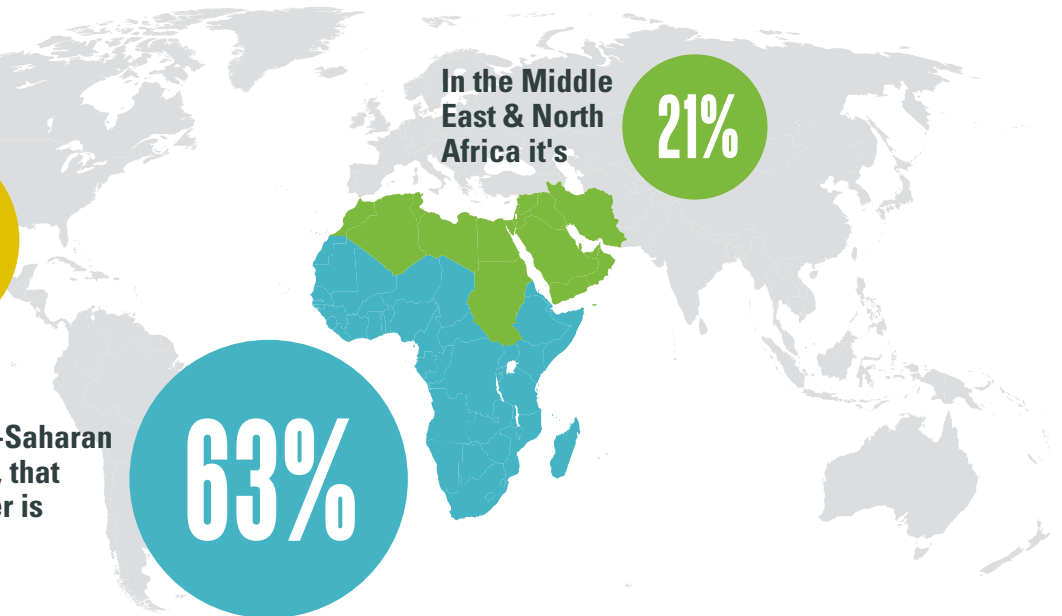 In the Middle
East & North
Africa it's
21%
-Saharan
, that
er is
63%